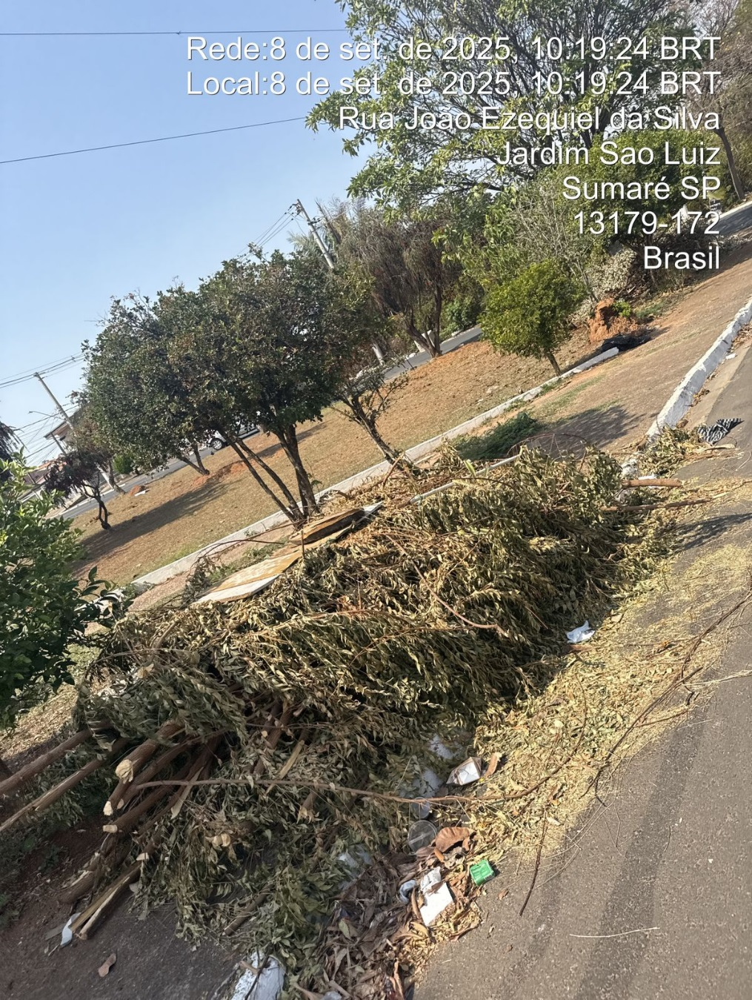 Rede:8 de set. de 2025, 10:19:24 BRT
Local:8 de set. de 2025, 10:19:24 BRT
Rua Joao Ezequiel da Silva
Jardim Sao Luiz
Sumaré SP
13179-172
Brasil